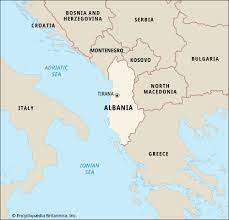 BOSNIA AND
HERZEGOVINA
CROATIA
SERBIA
MONTENEGRO
KOSOVO
BULGARIA
ADRIATIC
SEA
TIRANA
ITALY
ALBANIA
NORTH
MACEDONIA
IONIAN
SEA
GREECE
© Encyclopædia Britannica, Inc.